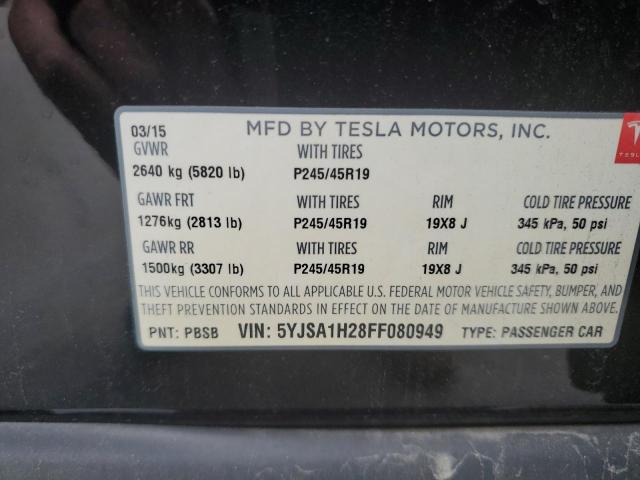 03/15 MFD BY TESLA MOTORS, INC.
TESLA
GVWR WITH TIRES
2640 kg (5820 lb) P245/45R19
GAWR FRT WITH TIRES RIM COLD TIRE PRESSURE
1276kg (2813 lb) P245/45R19 19X8 J 345 kPa, 50 psi
GAWR RR WITH TIRES RIM COLD TIRE PRESSURE
1500kg (3307 lb) P245/45R19 19X8 J 345 kPa, 50 psi
THIS VEHICLE CONFORMS TO ALL APPLICABLE U.S. FEDERAL MOTOR VEHICLE SAFETY, BUMPER, AND
THEFT PREVENTION STANDARDS IN EFFECT ON THE DATE OF MANUFACTURE SHOWN ABOVE.
PNT: PBSB VIN: 5YJSA1H28FF080949 TYPE: PASSENGER CAR